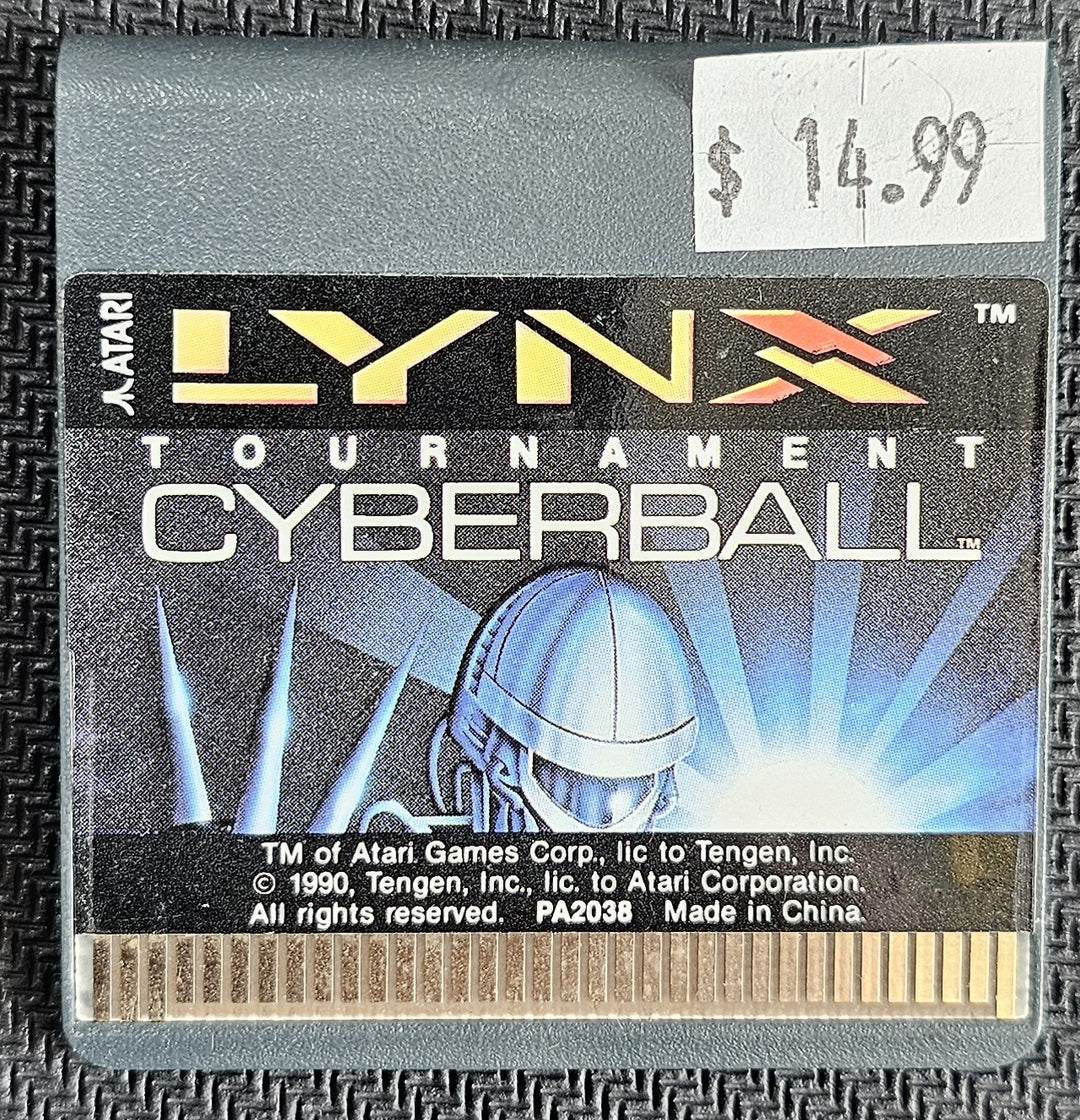 $ 14.99
ATARI
LYNX TM
TOURNAMENT
CYBERBALL TM
TM of Atari Games Corp., lic to Tengen, Inc.
© 1990, Tengen, Inc., lic. to Atari Corporation.
All rights reserved. PA2038 Made in China